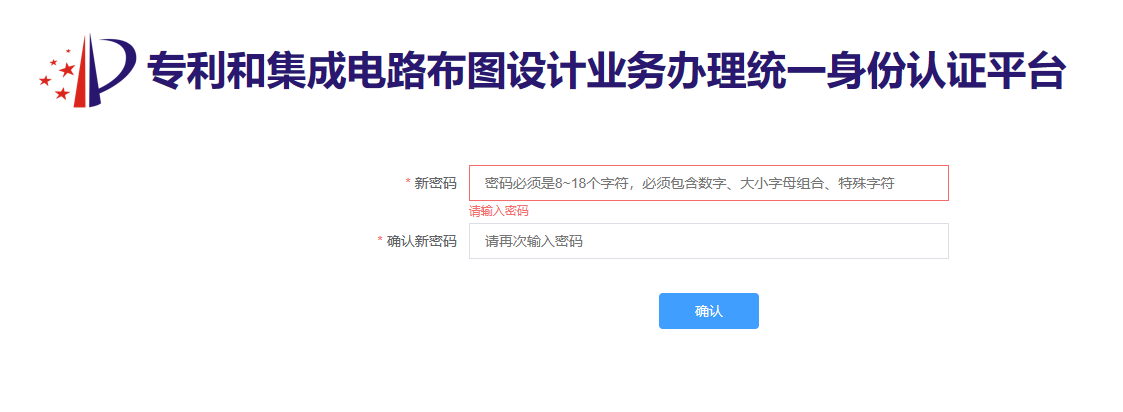 专利和集成电路布图设计业务办理统一身份认证平台
* 新密码 密码必须是8~18个字符，必须包含数字、大小字母组合、特殊字符
请输入密码
* 确认新密码 请再次输入密码
确认